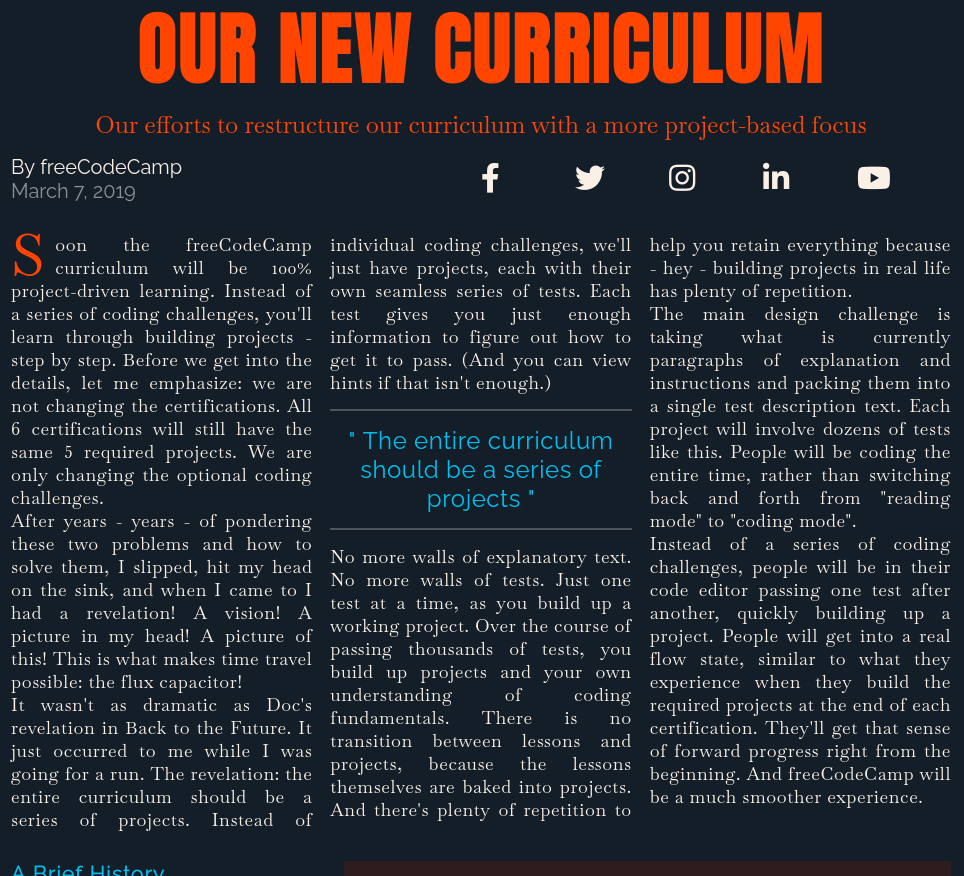 OUR NEW CURRICULUM
Our efforts to restructure our curriculum with a more project-based focus
By freeCodeCamp
March 7, 2019
Soon the freeCodeCamp
curriculum will be 100%
project-driven learning. Instead of
a series of coding challenges, you'll
learn through building projects -
step by step. Before we get into the
details, let me emphasize: we are
not changing the certifications. All
6 certifications will still have the
same 5 required projects. We are
only changing the optional coding
challenges.
After years - years - of pondering
these two problems and how to
solve them, I slipped, hit my head
on the sink, and when I came to I
had a revelation! A vision! A
picture in my head! A picture of
this! This is what makes time travel
possible: the flux capacitor!
It wasn't as dramatic as Doc's
revelation in Back to the Future. It
just occurred to me while I was
going for a run. The revelation: the
entire curriculum should be a
series of projects. Instead of
individual coding challenges, we'll
just have projects, each with their
own seamless series of tests. Each
test gives you just enough
information to figure out how to
get it to pass. (And you can view
hints if that isn't enough.)
" The entire curriculum
should be a series of
projects "
No more walls of explanatory text.
No more walls of tests. Just one
test at a time, as you build up a
working project. Over the course of
passing thousands of tests, you
build up projects and your own
understanding of coding
fundamentals. There is no
transition between lessons and
projects, because the lessons
themselves are baked into projects.
And there's plenty of repetition to
help you retain everything because
- hey - building projects in real life
has plenty of repetition.
The main design challenge is
taking what is currently
paragraphs of explanation and
instructions and packing them into
a single test description text. Each
project will involve dozens of tests
like this. People will be coding the
entire time, rather than switching
back and forth from "reading
mode" to "coding mode".
Instead of a series of coding
challenges, people will be in their
code editor passing one test after
another, quickly building up a
project. People will get into a real
flow state, similar to what they
experience when they build the
required projects at the end of each
certification. They'll get that sense
of forward progress right from the
beginning. And freeCodeCamp will
be a much smoother experience.
A Brief History